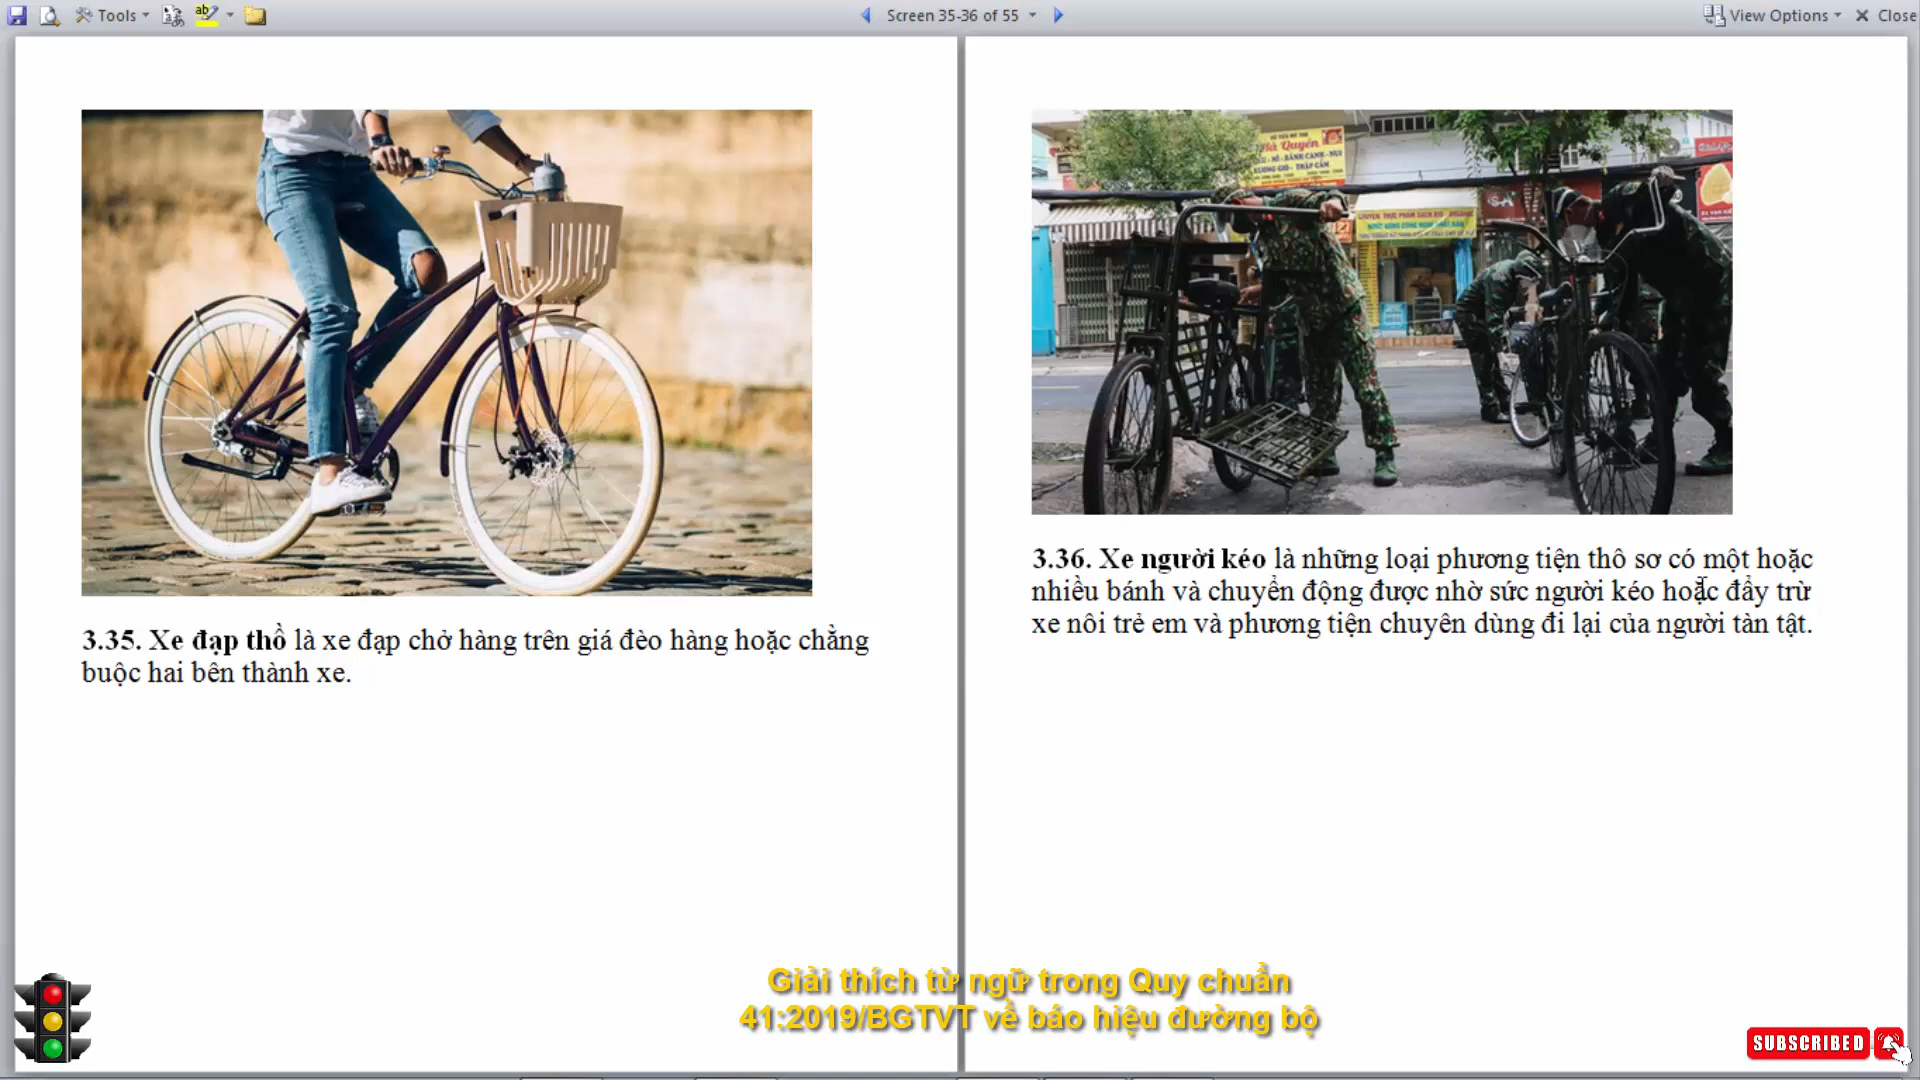 Tools
Screen 35-36 of 55
View Options
Close
Hà Quyên
3.35. Xe đạp thồ là xe đạp chở hàng trên giá đèo hàng hoặc chằng
buộc hai bên thành xe.
3.36. Xe người kéo là những loại phương tiện thô sơ có một hoặc
nhiều bánh và chuyển động được nhờ sức người kéo hoặc đẩy trừ
xe nôi trẻ em và phương tiện chuyên dùng đi lại của người tàn tật.
Giải thích từ ngữ trong Quy chuẩn
41:2019/BGTVT về báo hiệu đường bộ
SUBSCRIBED